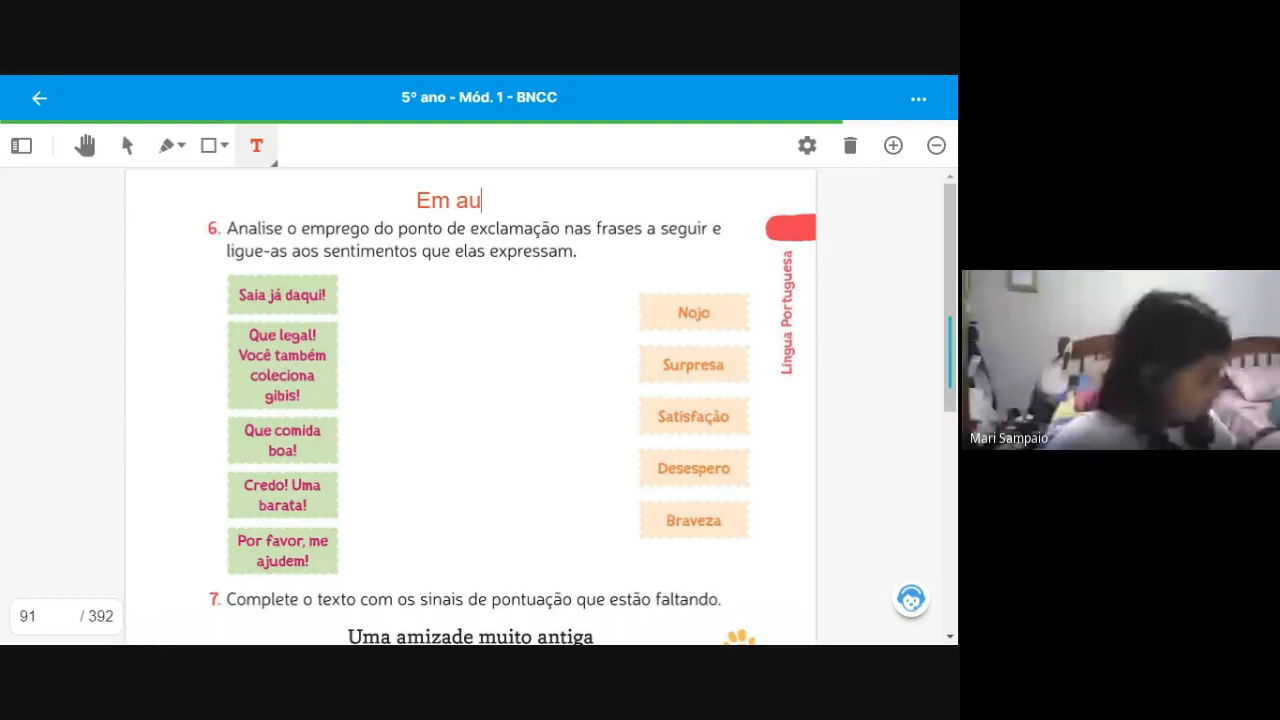 5º ano - Mód. 1 - BNCC
T
Em au
6. Analise o emprego do ponto de exclamação nas frases a seguir e
ligue-as aos sentimentos que elas expressam.
Saia já daqui!
Que legal!
Você também
coleciona
gibis!
Que comida
boa!
Credo! Uma
barata!
Por favor, me
ajudem!
Nojo
Surpresa
Satisfação
Desespero
Braveza
Língua Portuguesa
7. Complete o texto com os sinais de pontuação que estão faltando.
Uma amizade muito antiga
91 / 392
Mari Sampaio